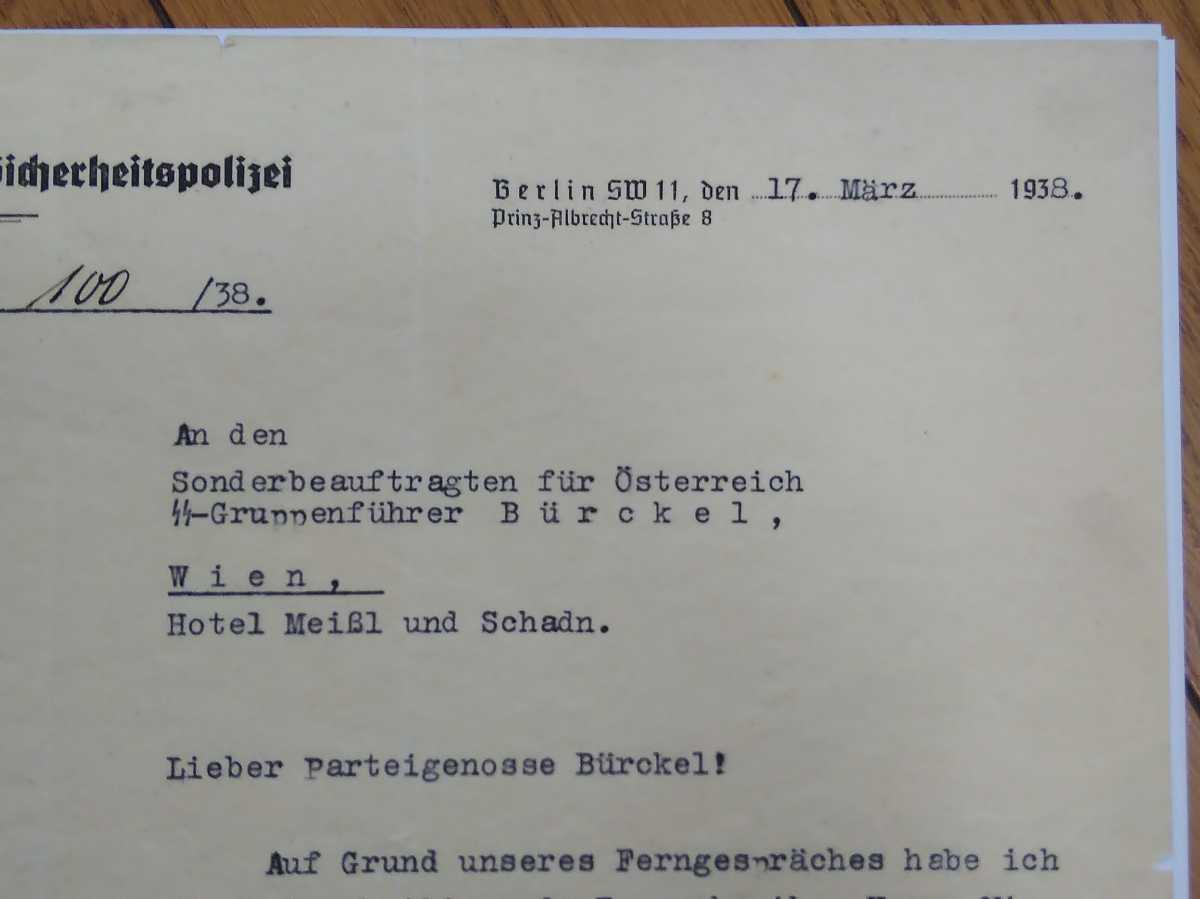 Sicherheitspolizei
Berlin SW 11, den 17. März 1938.
Prinz-Albrecht-Straße 8
100 /38.
An den
Sonderbeauftragten für Österreich
SS-Gruppenführer Bürckel,
Wien,
Hotel Meißl und Schadn.
Lieber Parteigenosse Bürckel!
Auf Grund unseres Ferngespräches habe ich